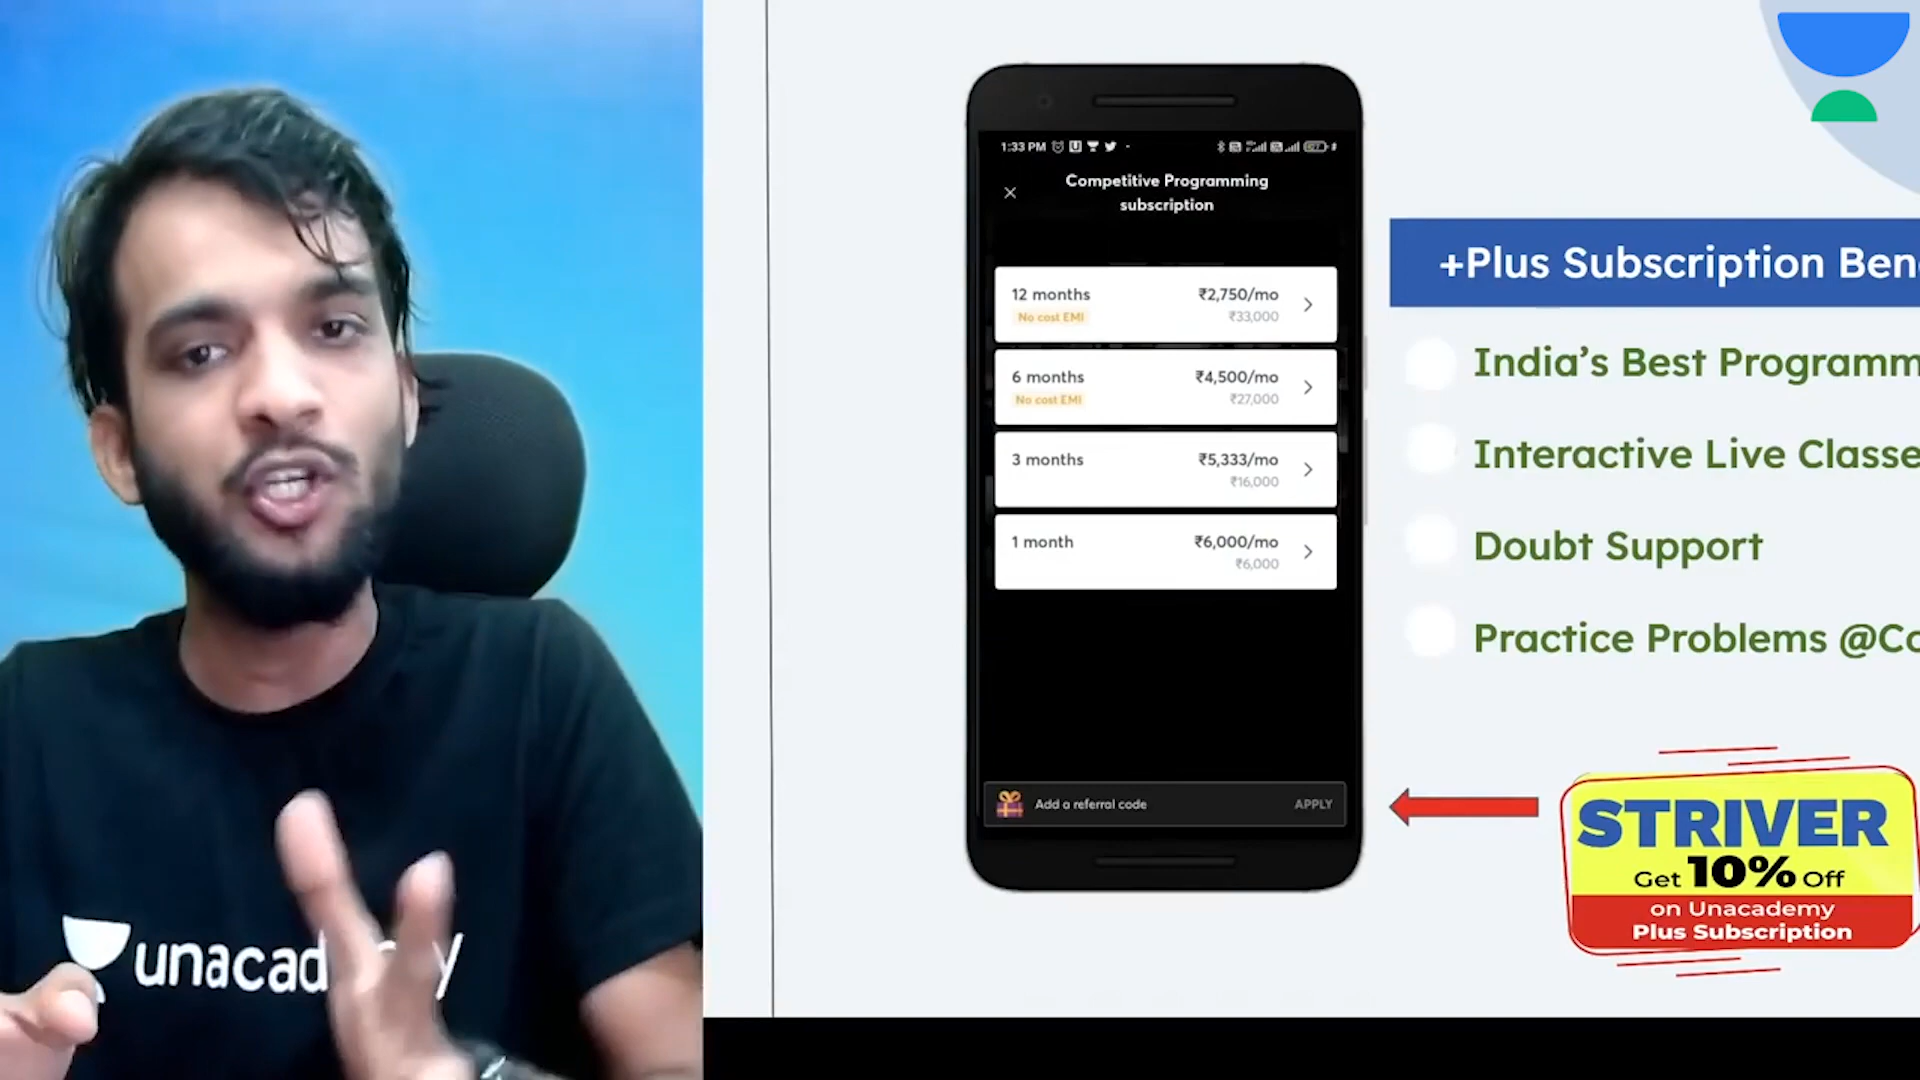 unacad
y
1:33 PM
Competitive Programming
subscription
12 months ₹2,750/mo
No cost EMI ₹33,000
6 months ₹4,500/mo
No cost EMI ₹27,000
3 months ₹5,333/mo
₹16,000
1 month ₹6,000/mo
₹6,000
Add a referral code APPLY
+Plus Subscription Ben
India’s Best Programm
Interactive Live Classe
Doubt Support
Practice Problems @Co
STRIVER
Get 10% Off
on Unacademy
Plus Subscription